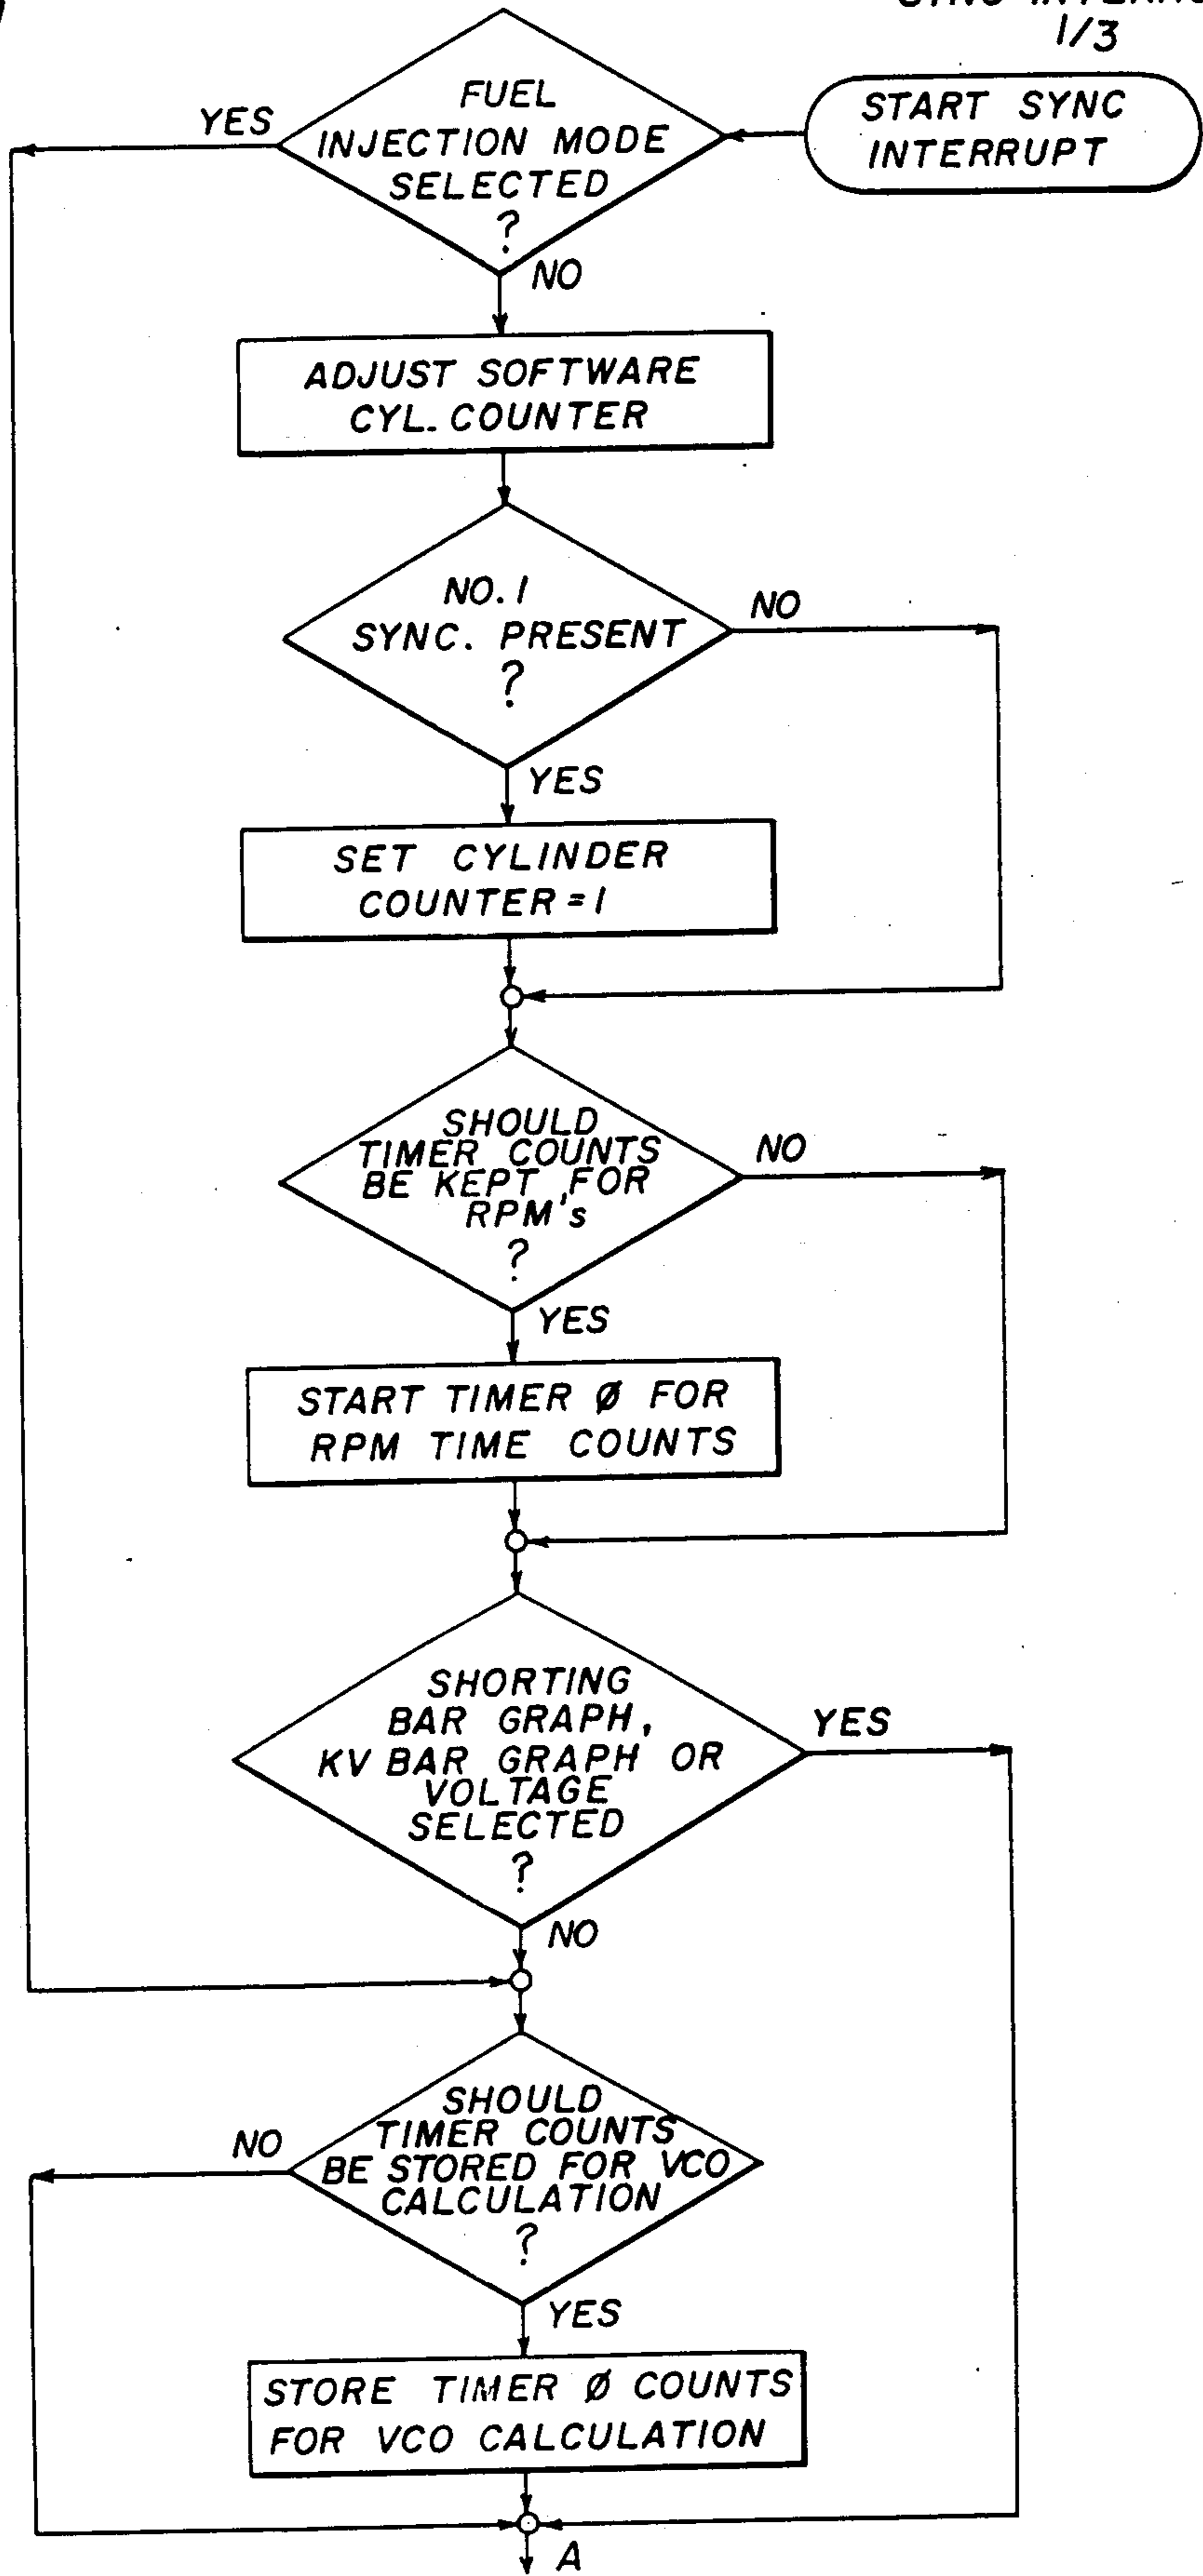 1/3
START SYNC
INTERRUPT
FUEL
INJECTION MODE
SELECTED
?
YES
NO
ADJUST SOFTWARE
CYL. COUNTER
NO. 1
SYNC. PRESENT
?
NO
YES
SET CYLINDER
COUNTER = 1
SHOULD
TIMER COUNTS
BE KEPT FOR
RPM's
?
NO
YES
START TIMER Ø FOR
RPM TIME COUNTS
SHORTING
BAR GRAPH,
KV BAR GRAPH OR
VOLTAGE
SELECTED
?
YES
NO
SHOULD
TIMER COUNTS
BE STORED FOR VCO
CALCULATION
?
NO
YES
STORE TIMER Ø COUNTS
FOR VCO CALCULATION
A